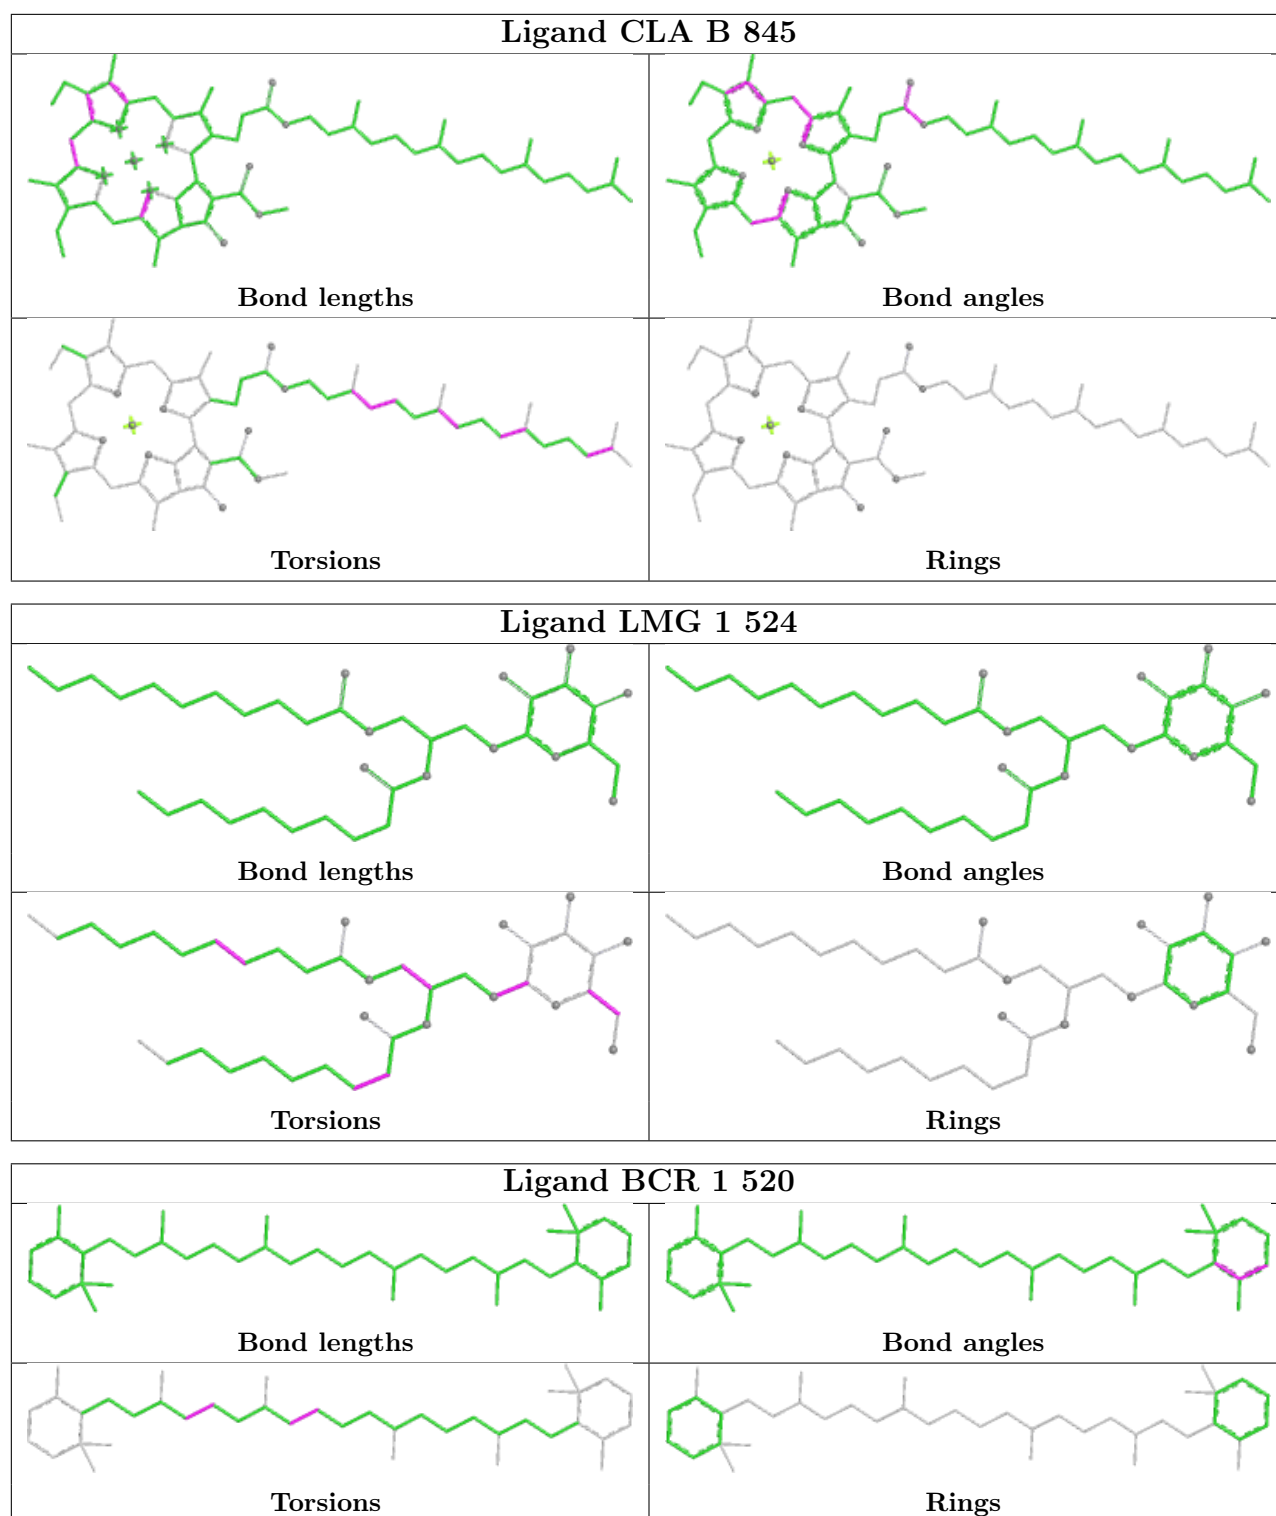 Ligand CLA B 845
Bond lengths
Bond angles
Torsions
Rings
Ligand LMG 1 524
Bond lengths
Bond angles
Torsions
Rings
Ligand BCR 1 520
Bond lengths
Bond angles
Torsions
Rings